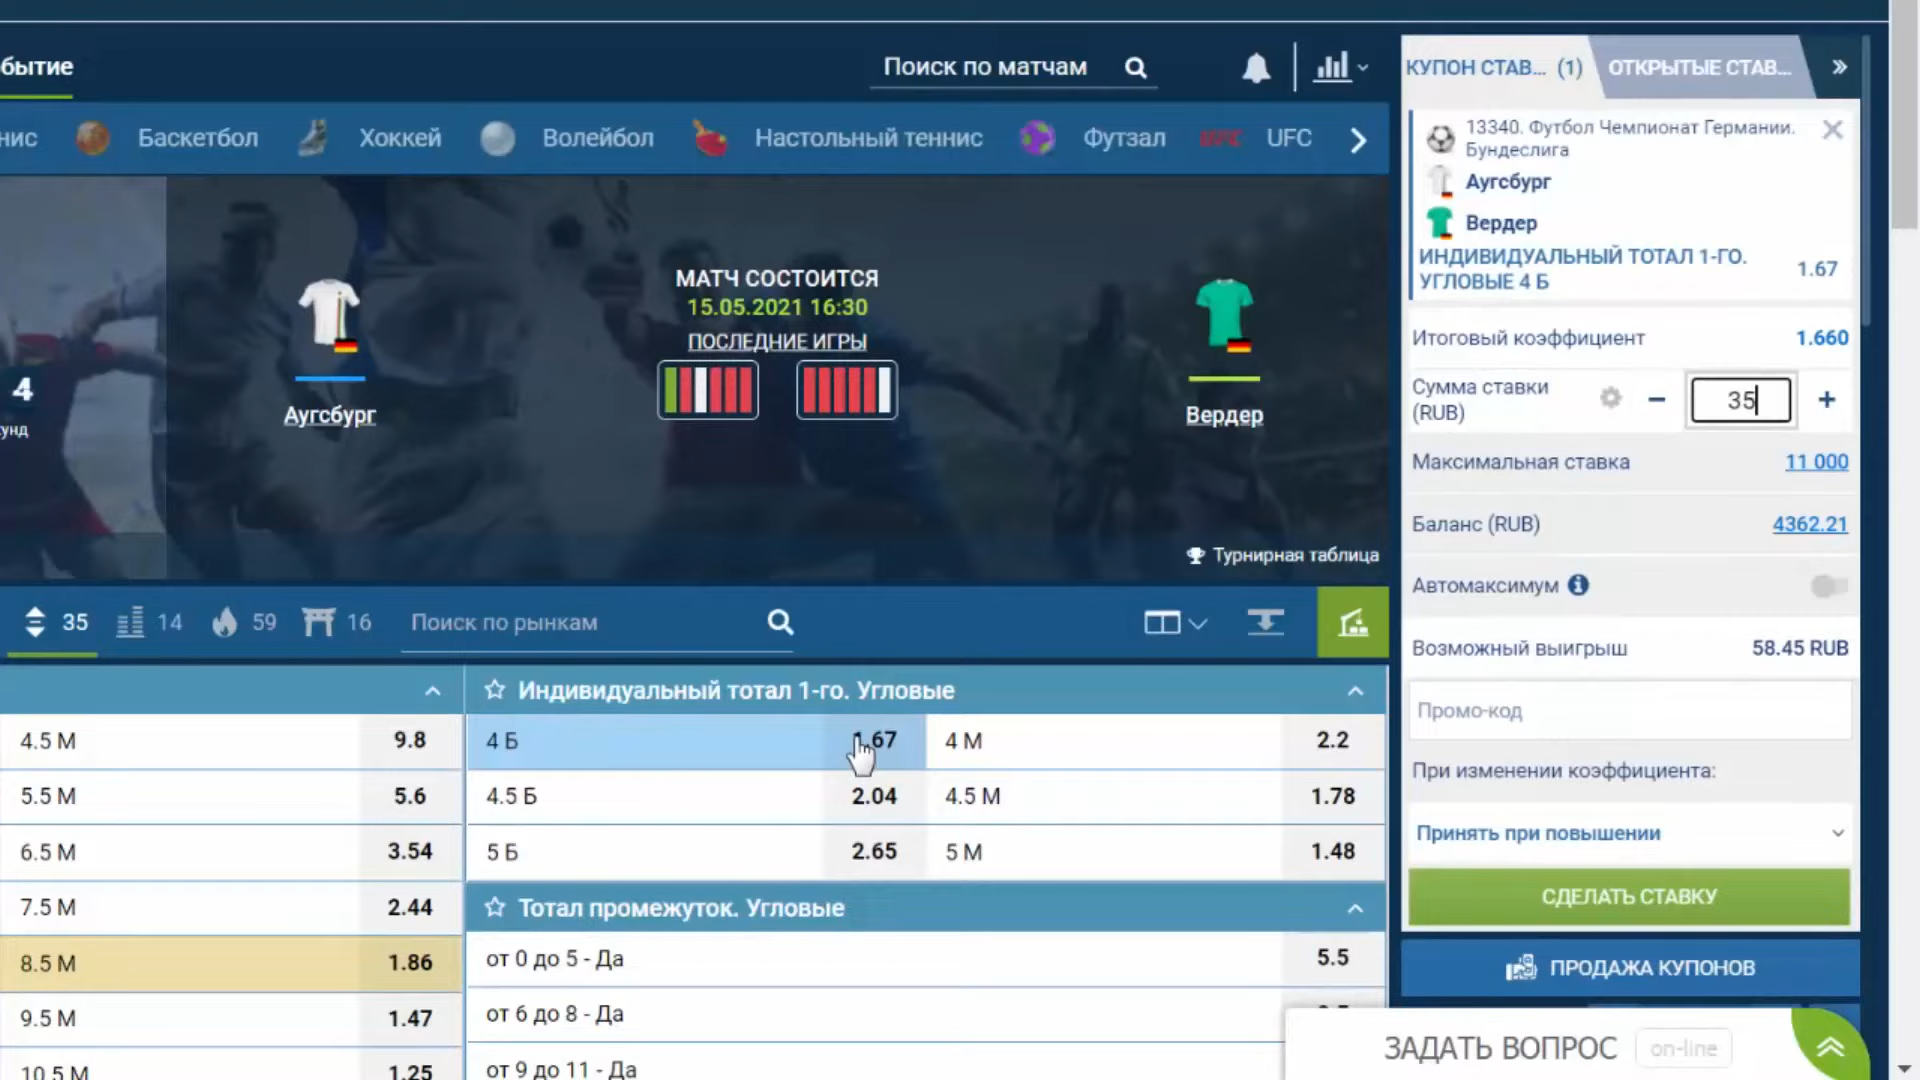 бытие
Поиск по матчам
КУПОН СТАВ... (1)
ОТКРЫТЫЕ СТАВ...
нис
Баскетбол
Хоккей
Волейбол
Настольный теннис
Футзал
UFC
13340. Футбол Чемпионат Германии.
Бундеслига
Аугсбург
Вердер
ИНДИВИДУАЛЬНЫЙ ТОТАЛ 1-ГО.
УГЛОВЫЕ 4 Б
1.67
Итоговый коэффициент 1.660
Сумма ставки
(RUB)
35
Максимальная ставка 11 000
Баланс (RUB) 4362.21
Автомаксимум
Возможный выигрыш 58.45 RUB
Промо-код
При изменении коэффициента:
Принять при повышении
СДЕЛАТЬ СТАВКУ
ПРОДАЖА КУПОНОВ
4
унд
МАТЧ СОСТОИТСЯ
15.05.2021 16:30
ПОСЛЕДНИЕ ИГРЫ
Аугсбург
Вердер
Турнирная таблица
35 14 59 16
Поиск по рынкам
4.5 М 9.8
5.5 М 5.6
6.5 М 3.54
7.5 М 2.44
8.5 М 1.86
9.5 М 1.47
10.5 М 1.25
Индивидуальный тотал 1-го. Угловые
4 Б 1.67 4 М 2.2
4.5 Б 2.04 4.5 М 1.78
5 Б 2.65 5 М 1.48
Тотал промежуток. Угловые
от 0 до 5 - Да 5.5
от 6 до 8 - Да
от 9 до 11 - Да
ЗАДАТЬ ВОПРОС on-line